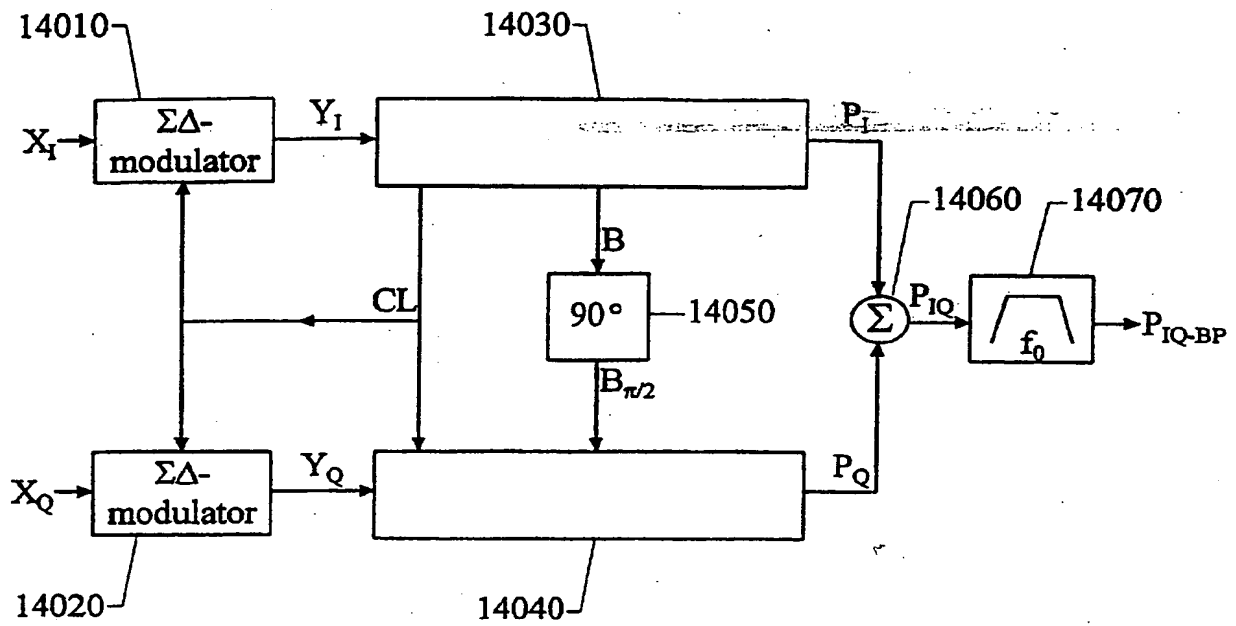 14010
14030
ΣΔ-
modulator
X_I
Y_I
P_I
14060
14070
B
CL
90°
14050
Σ
P_IQ
f_0
P_IQ-BP
B_π/2
ΣΔ-
modulator
X_Q
Y_Q
P_Q
14020
14040